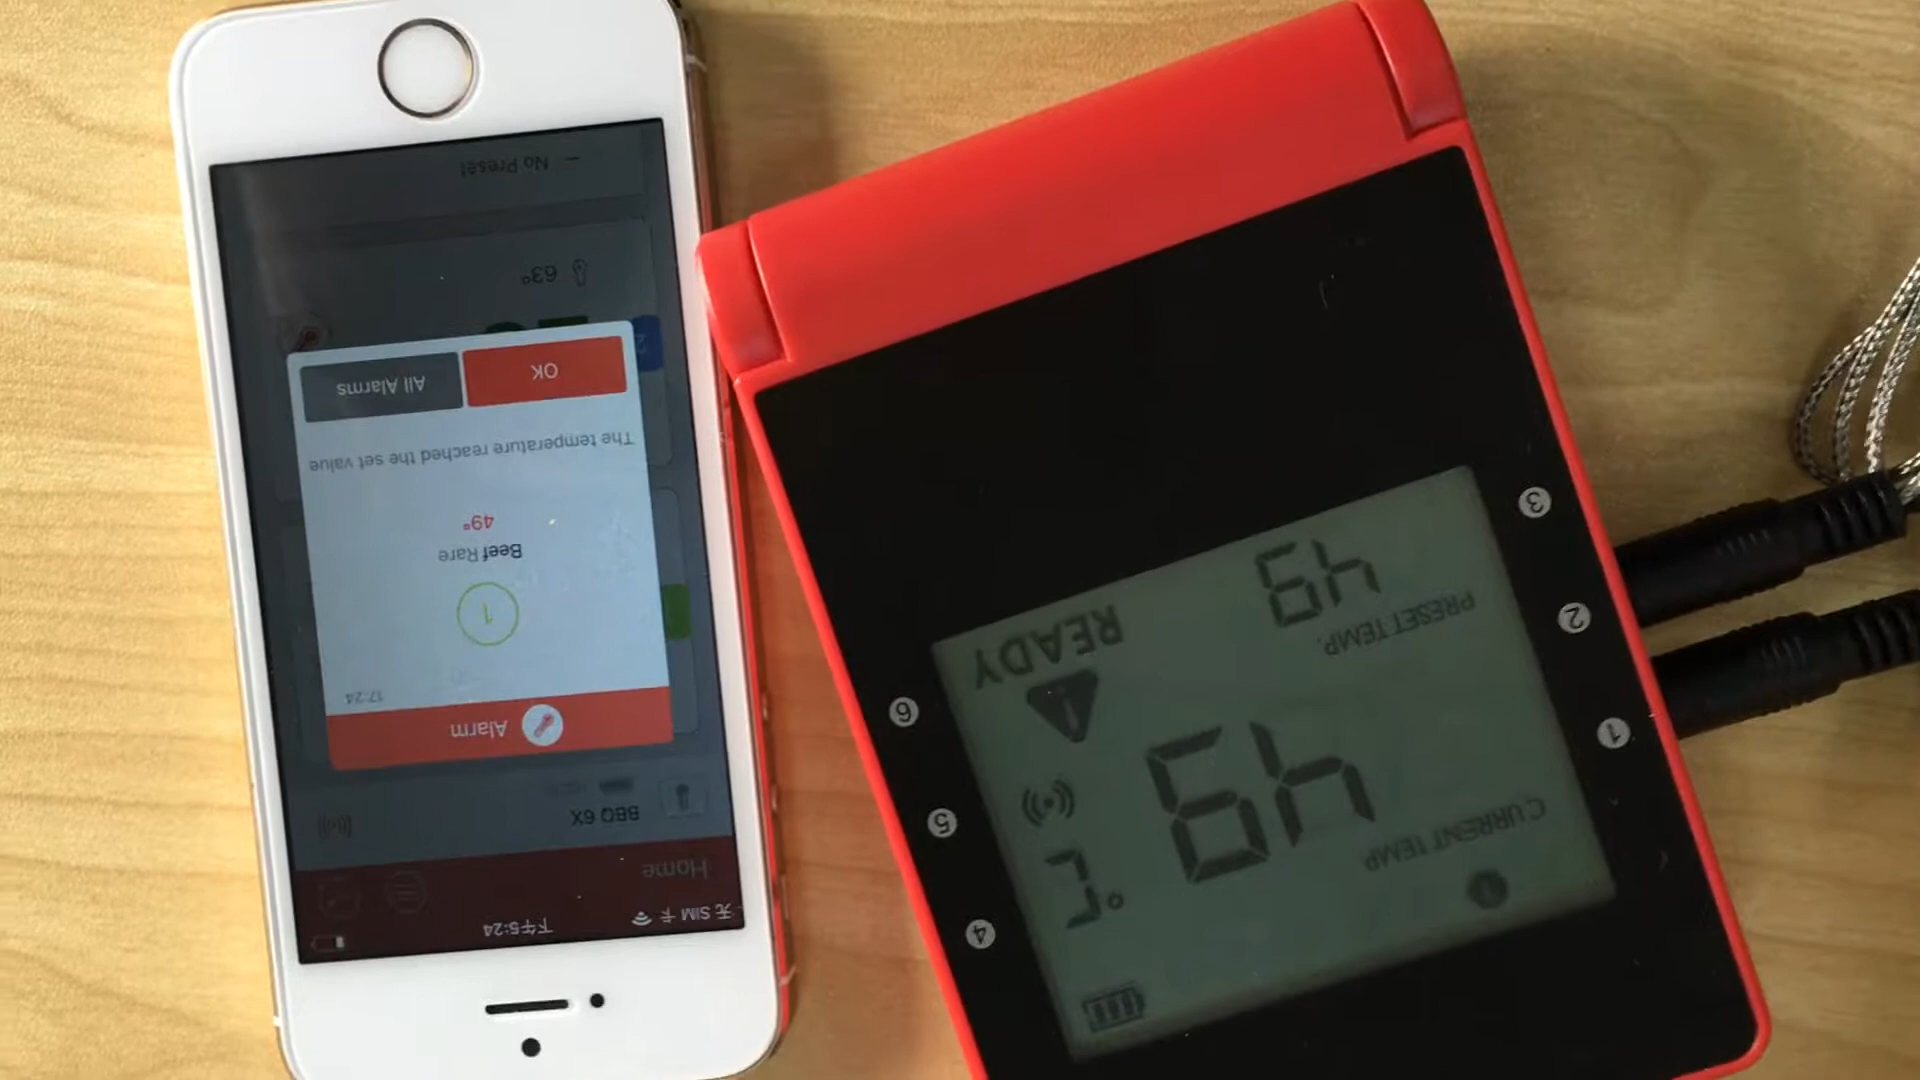 1
2
3
4
5
6
1
CURRENT TEMP
49 °C
PRESET TEMP.
49
READY
无 SIM 卡 下午5:24
Home
BBQ 6X
Alarm
17:24
1
Beef Rare
49°
The temperature reached the set value
OK All Alarms
2
63°
— No Preset